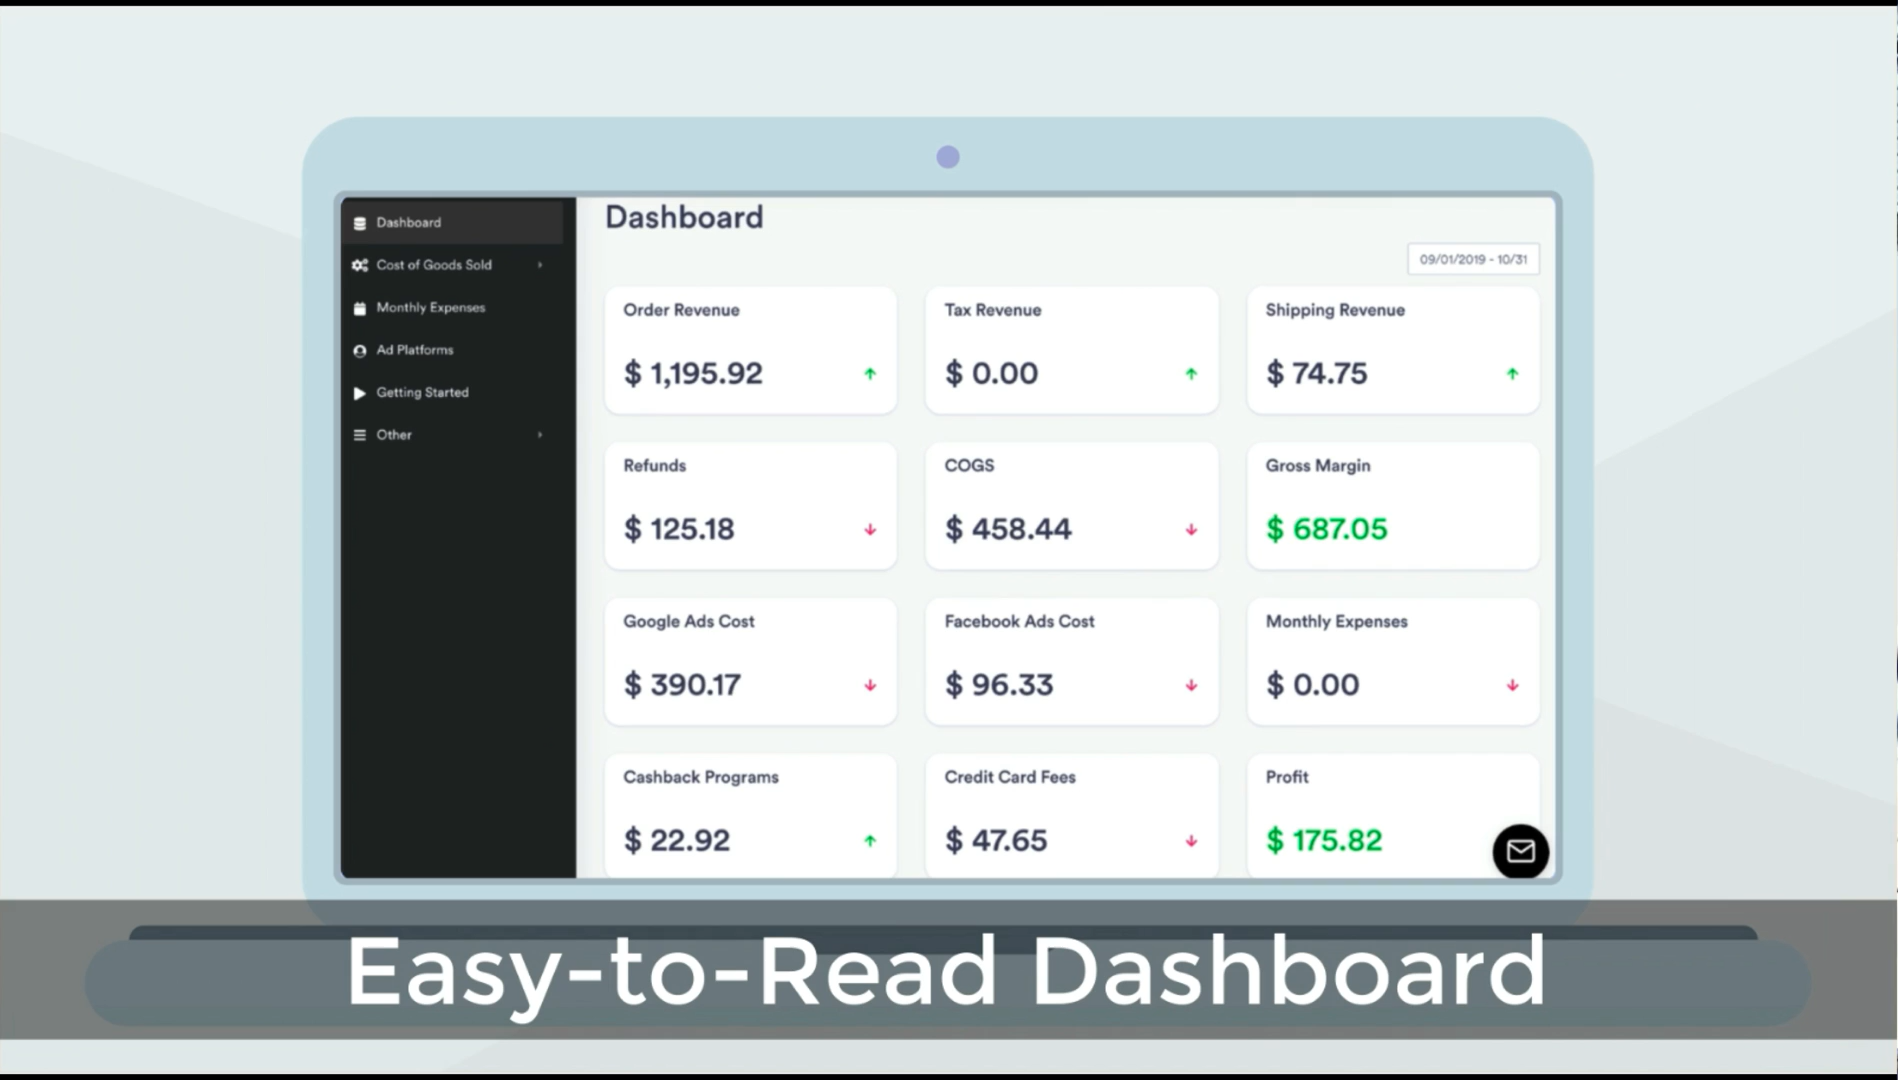 Dashboard
Cost of Goods Sold
Monthly Expenses
Ad Platforms
Getting Started
Other
Dashboard
09/01/2019 - 10/31
Order Revenue
$ 1,195.92
Tax Revenue
$ 0.00
Shipping Revenue
$ 74.75
Refunds
$ 125.18
COGS
$ 458.44
Gross Margin
$ 687.05
Google Ads Cost
$ 390.17
Facebook Ads Cost
$ 96.33
Monthly Expenses
$ 0.00
Cashback Programs
$ 22.92
Credit Card Fees
$ 47.65
Profit
$ 175.82
Easy-to-Read Dashboard